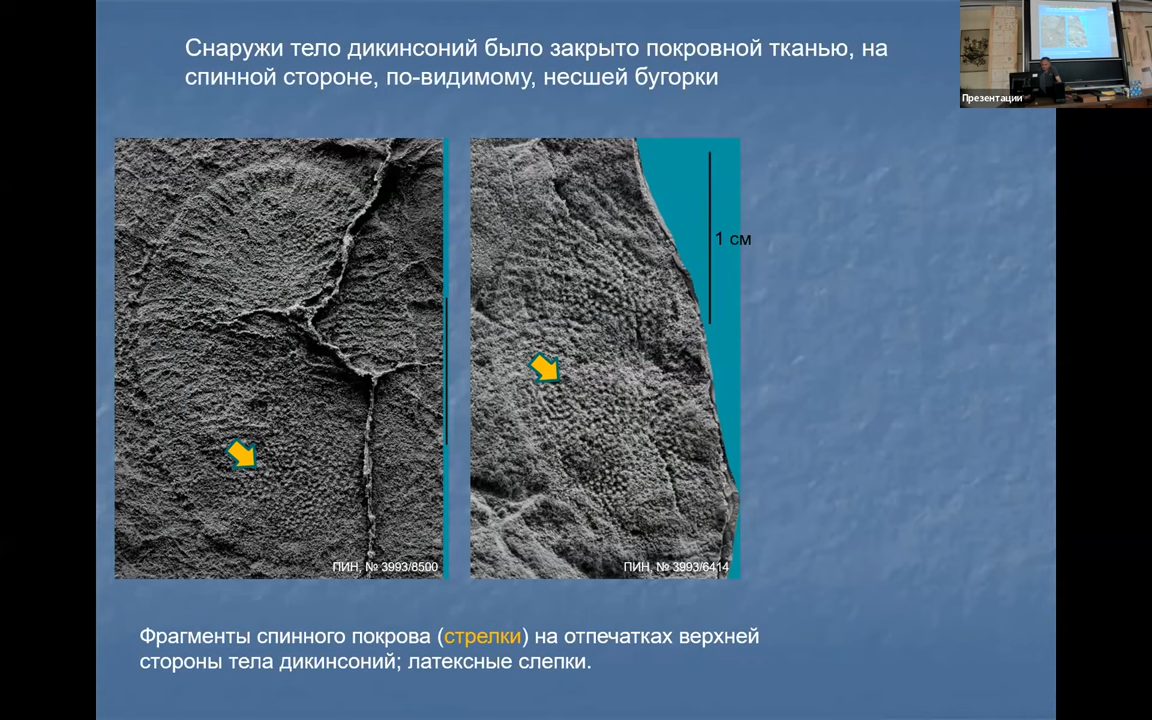 Снаружи тело дикинсоний было закрыто покровной тканью, на
спинной стороне, по-видимому, несшей бугорки
Презентации
1 см
ПИН, № 3993/8500
ПИН, № 3993/6414
Фрагменты спинного покрова (стрелки) на отпечатках верхней
стороны тела дикинсоний; латексные слепки.